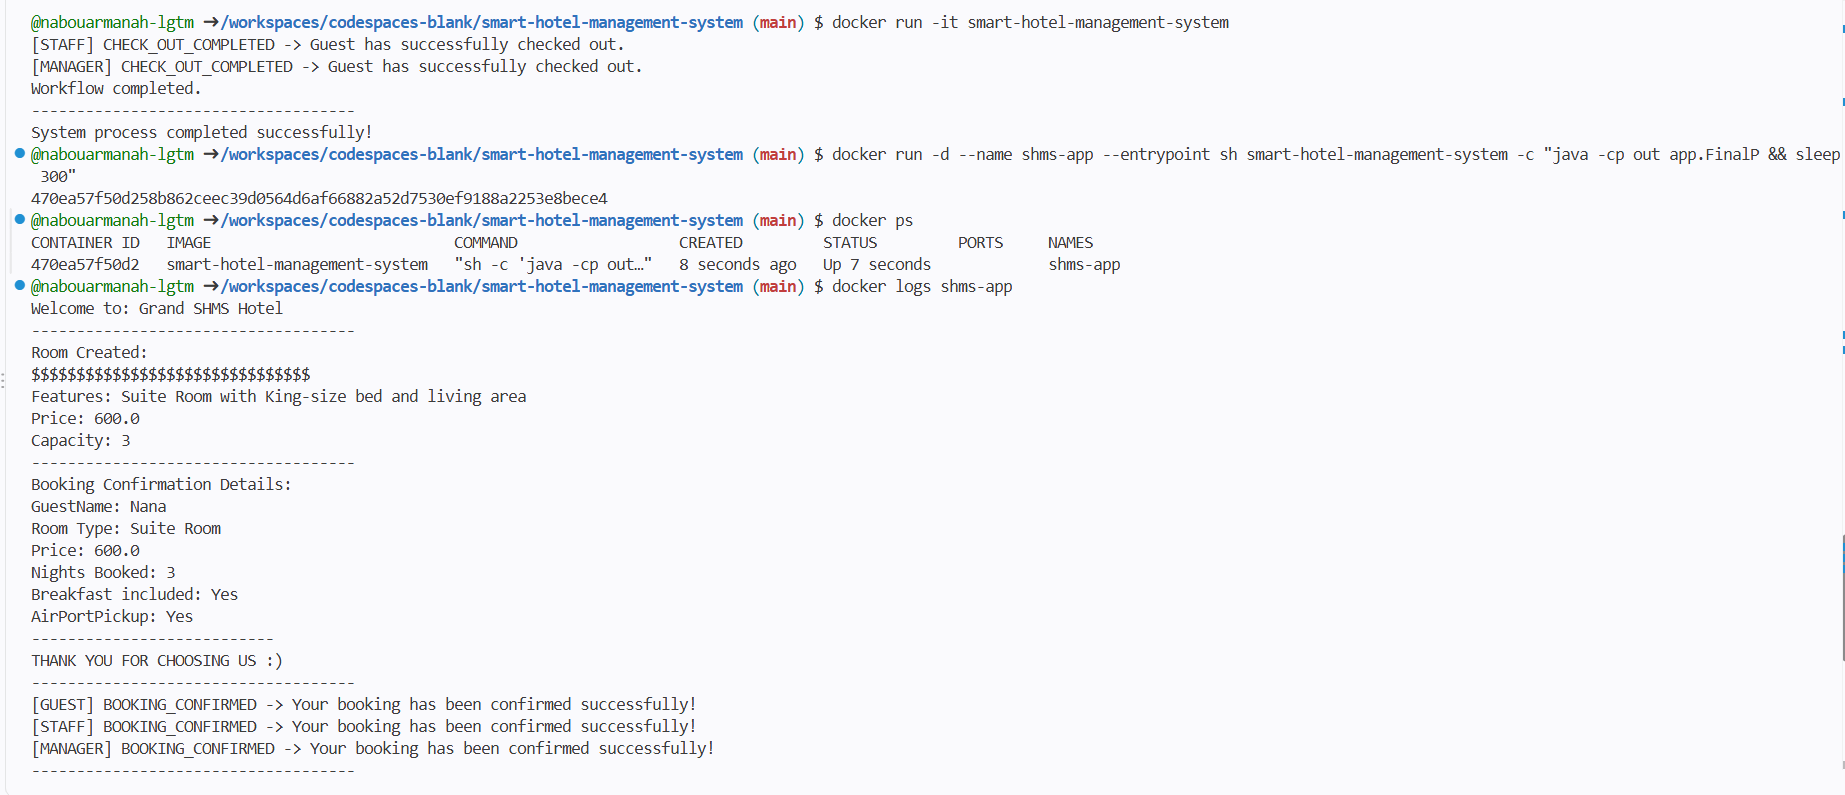 @nabouarmanah-lgtm ➜/workspaces/codespaces-blank/smart-hotel-management-system (main) $ docker run -it smart-hotel-management-system
[STAFF] CHECK_OUT_COMPLETED -> Guest has successfully checked out.
[MANAGER] CHECK_OUT_COMPLETED -> Guest has successfully checked out.
Workflow completed.
------------------------------------
System process completed successfully!
@nabouarmanah-lgtm ➜/workspaces/codespaces-blank/smart-hotel-management-system (main) $ docker run -d --name shms-app --entrypoint sh smart-hotel-management-system -c "java -cp out app.FinalP && sleep
300"
470ea57f50d258b862ceec39d0564d6af66882a52d7530ef9188a2253e8bece4
@nabouarmanah-lgtm ➜/workspaces/codespaces-blank/smart-hotel-management-system (main) $ docker ps
CONTAINER ID   IMAGE                           COMMAND                  CREATED         STATUS         PORTS     NAMES
470ea57f50d2   smart-hotel-management-system   "sh -c 'java -cp out…"   8 seconds ago   Up 7 seconds             shms-app
@nabouarmanah-lgtm ➜/workspaces/codespaces-blank/smart-hotel-management-system (main) $ docker logs shms-app
Welcome to: Grand SHMS Hotel
------------------------------------
Room Created:
$$$$$$$$$$$$$$$$$$$$$$$$$$$$$$$
Features: Suite Room with King-size bed and living area
Price: 600.0
Capacity: 3
------------------------------------
Booking Confirmation Details:
GuestName: Nana
Room Type: Suite Room
Price: 600.0
Nights Booked: 3
Breakfast included: Yes
AirPortPickup: Yes
---------------------------
THANK YOU FOR CHOOSING US :)
------------------------------------
[GUEST] BOOKING_CONFIRMED -> Your booking has been confirmed successfully!
[STAFF] BOOKING_CONFIRMED -> Your booking has been confirmed successfully!
[MANAGER] BOOKING_CONFIRMED -> Your booking has been confirmed successfully!
------------------------------------